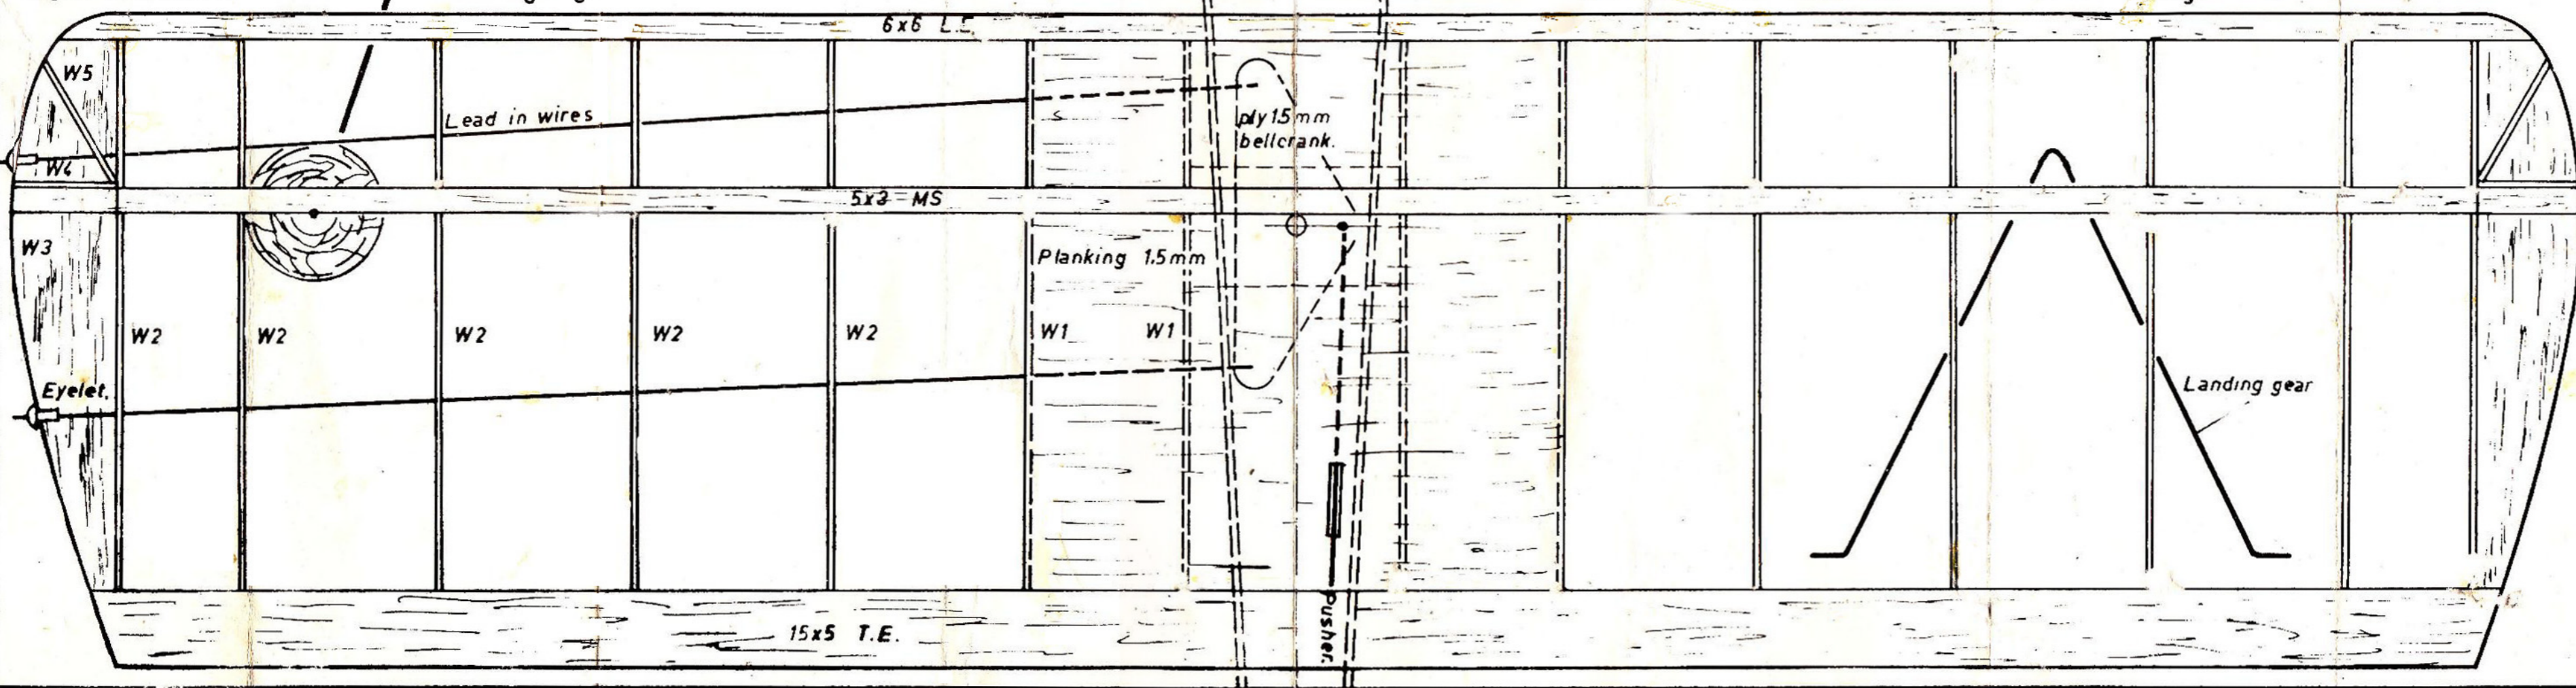 6x6 L.E.
W5
Lead in wires
ply 1.5mm
bellcrank.
W4
5x3 MS
W3
Planking 1.5mm
W2
W2
W2
W2
W2
W1
W1
Eyelet.
Landing gear
15x5 T.E.
Pusher.